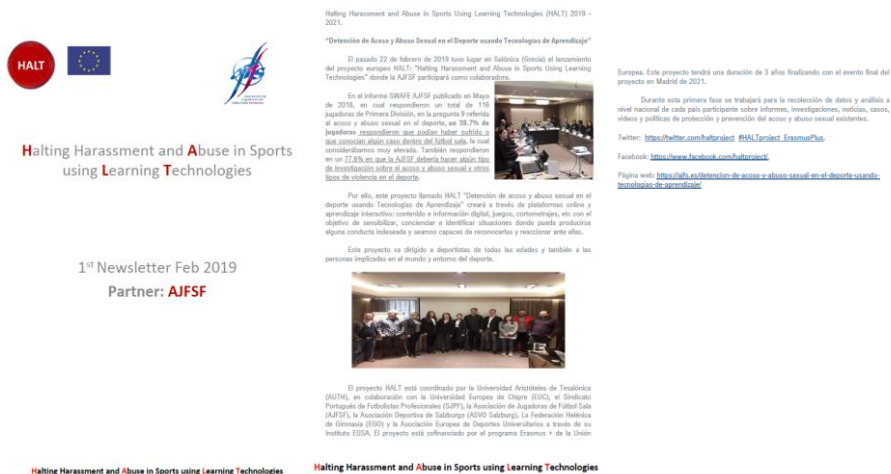 HALT
Halting Harassment and Abuse in Sports
using Learning Technologies
1st Newsletter Feb 2019
Partner: AJFSF
Halting Harassment and Abuse in Sports using Learning Technologies
Halting Harassment and Abuse in Sports Using Learning Technologies (HALT) 2019 -
2021.
“Detención de Acoso y Abuso Sexual en el Deporte usando Tecnologías de Aprendizaje”
El pasado 22 de febrero de 2019 tuvo lugar en Salónica (Grecia) el lanzamiento
del proyecto europeo HALT: "Halting Harassment and Abuse in Sports Using Learning
Technologies" donde la AJFSF participará como colaboradora.
En el informe SWAFE AJFSF publicado en Mayo
de 2018, en cual respondieron un total de 116
jugadoras de Primera División, en la pregunta 9 referida
al acoso y abuso sexual en el deporte, un 39.7% de
jugadoras respondieron que podían haber sufrido o
que conocían algún caso dentro del fútbol sala, la cual
considerábamos muy elevada. También respondieron
en un 77.6% en que la AJFSF debería hacer algún tipo
de investigación sobre el acoso y abuso sexual y otros
tipos de violencia en el deporte.
Por ello, este proyecto llamado HALT "Detención de acoso y abuso sexual en el
deporte usando Tecnologías de Aprendizaje" creará a través de plataformas online y
aprendizaje interactivo: contenido e información digital, juegos, cortometrajes, etc con el
objetivo de sensibilizar, concienciar e identificar situaciones donde pueda producirse
alguna conducta indeseada y seamos capaces de reconocerlas y reaccionar ante ellas.
Este proyecto va dirigido a deportistas de todas las edades y también a las
personas implicadas en el mundo y entorno del deporte.
El proyecto HALT está coordinado por la Universidad Aristóteles de Tesalónica
(AUTH), en colaboración con la Universidad Europea de Chipre (EUC), el Sindicato
Portugués de Futbolistas Profesionales (SJPF), la Asociación de Jugadoras de Fútbol Sala
(AJFSF), la Asociación Deportiva de Salzburgo (ASVO Salzburg), La Federación Helénica
de Gimnasia (EGO) y la Asociación Europea de Deportes Universitarios a través de su
Instituto EUSA. El proyecto está cofinanciado por el programa Erasmus + de la Unión
Halting Harassment and Abuse in Sports using Learning Technologies
Europea. Este proyecto tendrá una duración de 3 años finalizando con el evento final del
proyecto en Madrid de 2021.
Durante este primera fase se trabajará para la recolección de datos y análisis a
nivel nacional de cada país participante sobre informes, investigaciones, noticias, casos,
vídeos y políticas de protección y prevención del acoso y abuso sexual existentes.
Twitter: https://twitter.com/haltproject #HALTproject_ErasmusPlus.
Facebook: https://www.facebook.com/haltproject/.
Página web: https://ajfs.es/detencion-de-acoso-y-abuso-sexual-en-el-deporte-usando-
tecnologias-de-aprendizaje/